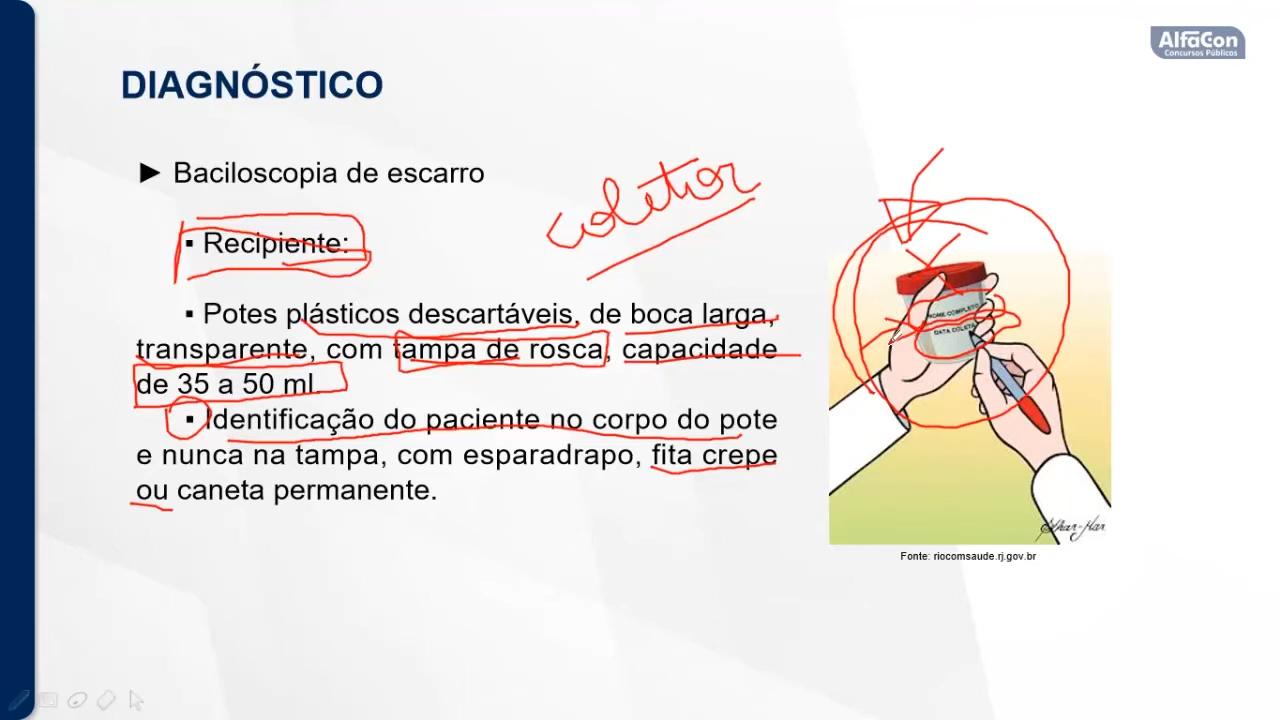 AlfaCon
Concursos Públicos
DIAGNÓSTICO
► Baciloscopia de escarro
coletor
▪ Recipiente:
▪ Potes plásticos descartáveis, de boca larga,
transparente, com tampa de rosca, capacidade
de 35 a 50 ml.
▪ Identificação do paciente no corpo do pote
e nunca na tampa, com esparadrapo, fita crepe
ou caneta permanente.
NOME COMPLETO
DATA COLETA
Fonte: riocomsaude.rj.gov.br